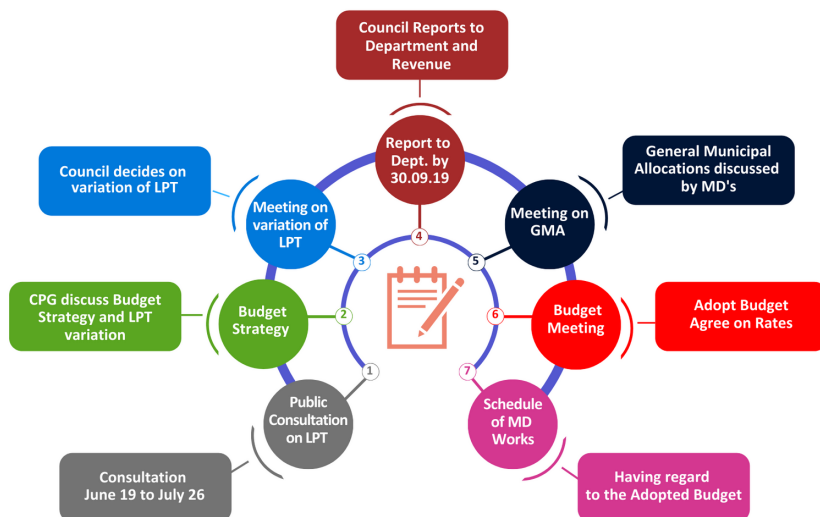 Council Reports to
Department and
Revenue
Report to
Dept. by
30.09.19
4
Council decides on
variation of LPT
Meeting on
variation of
LPT
3
General Municipal
Allocations discussed
by MD's
Meeting on
GMA
5
CPG discuss Budget
Strategy and LPT
variation
Budget
Strategy
2
Adopt Budget
Agree on Rates
Budget
Meeting
6
Public
Consultation
on LPT
1
Consultation
June 19 to July 26
Schedule
of MD
Works
7
Having regard
to the Adopted Budget